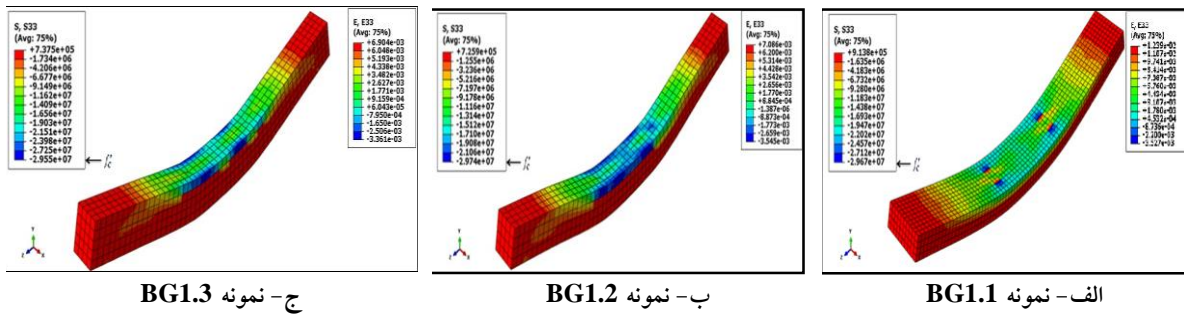 S, S33
(Avg: 75%)
+7.375e+05
-1.734e+06
-4.206e+06
-6.677e+06
-9.149e+06
-1.162e+07
-1.409e+07
-1.656e+07
-1.903e+07
-2.151e+07
-2.398e+07
-2.725e+07
-2.955e+07
E, E33
(Avg: 75%)
+6.904e-03
+6.048e-03
+5.193e-03
+4.338e-03
+3.482e-03
+2.627e-03
+1.771e-03
+9.159e-04
+6.043e-05
-7.950e-04
-1.650e-03
-2.506e-03
-3.361e-03
Y
Z
X
ج- نمونه BG1.3
S, S33
(Avg: 75%)
+7.259e+05
-1.255e+06
-3.236e+06
-5.216e+06
-7.197e+06
-9.178e+06
-1.116e+07
-1.314e+07
-1.512e+07
-1.710e+07
-1.908e+07
-2.106e+07
-2.974e+07
E, E33
(Avg: 75%)
+7.086e-03
+6.200e-03
+5.314e-03
+4.428e-03
+3.542e-03
+2.656e-03
+1.770e-03
+8.845e-04
-1.387e-06
-8.873e-04
-1.773e-03
-2.659e-03
-3.545e-03
Y
Z
X
ب- نمونه BG1.2
S, S33
(Avg: 75%)
+9.138e+05
-1.635e+06
-4.183e+06
-6.732e+06
-9.280e+06
-1.183e+07
-1.438e+07
-1.693e+07
-1.947e+07
-2.202e+07
-2.457e+07
-2.712e+07
-2.967e+07
E, E33
(Avg: 75%)
Y
Z
X
الف- نمونه BG1.1